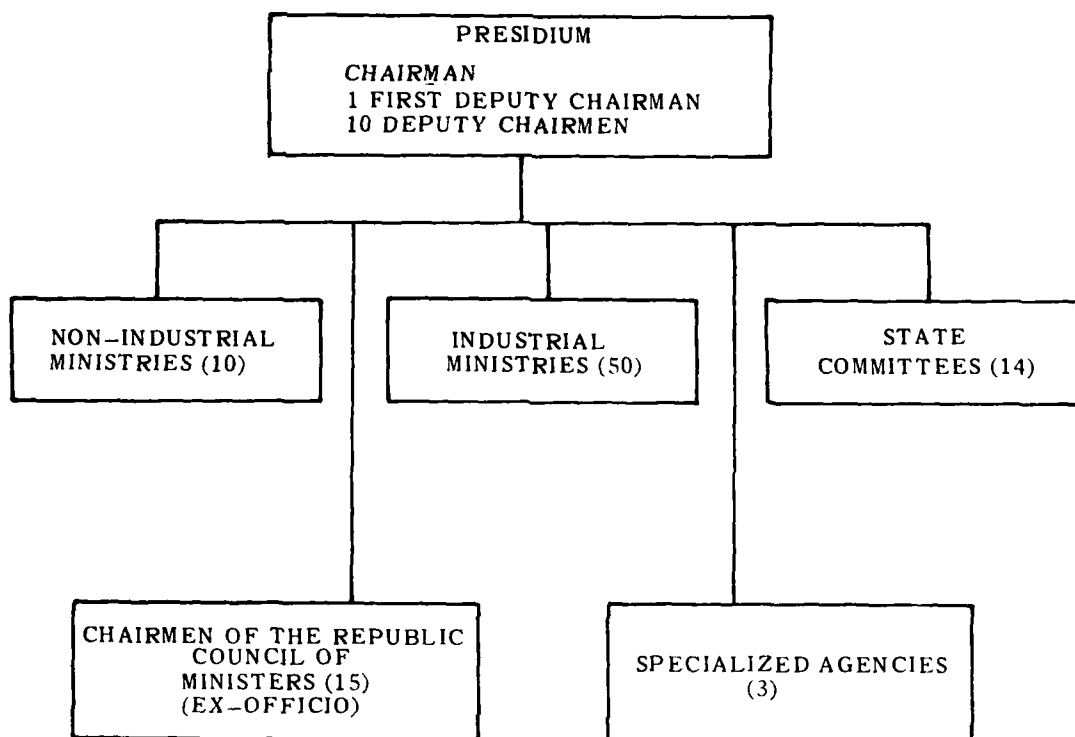 PRESIDIUM
CHAIRMAN
1 FIRST DEPUTY CHAIRMAN
10 DEPUTY CHAIRMEN
NON-INDUSTRIAL
MINISTRIES (10)
INDUSTRIAL
MINISTRIES (50)
STATE
COMMITTEES (14)
CHAIRMEN OF THE REPUBLIC
COUNCIL OF
MINISTERS (15)
(EX-OFFICIO)
SPECIALIZED AGENCIES
(3)